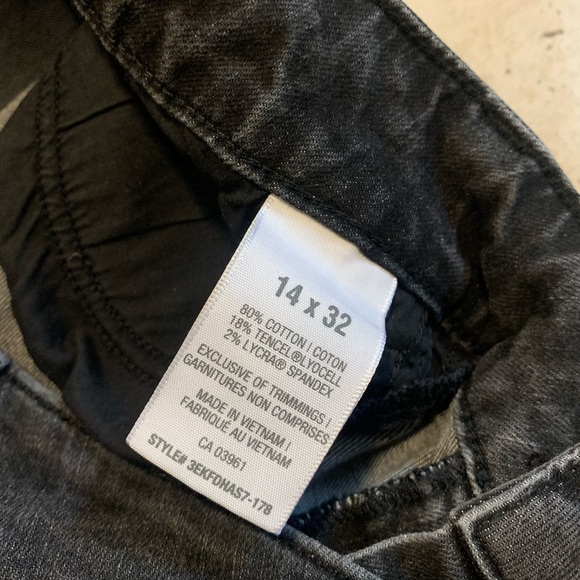 14 x 32
80% COTTON | COTON
18% TENCEL®LYOCELL
2% LYCRA® SPANDEX
EXCLUSIVE OF TRIMMINGS |
GARNITURES NON COMPRISES
MADE IN VIETNAM |
FABRIQUÉ AU VIETNAM
CA 03961
STYLE# 3EKFDHAS7-178